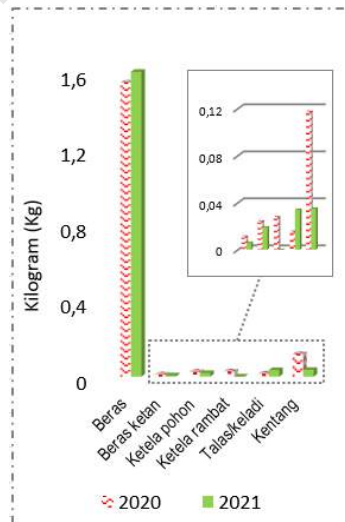 Kilogram (Kg)
1,6
1,2
0,8
0,4
0
0,12
0,08
0,04
0
Beras
Beras ketan
Ketela pohon
Ketela rambat
Talas/keladi
Kentang
2020
2021